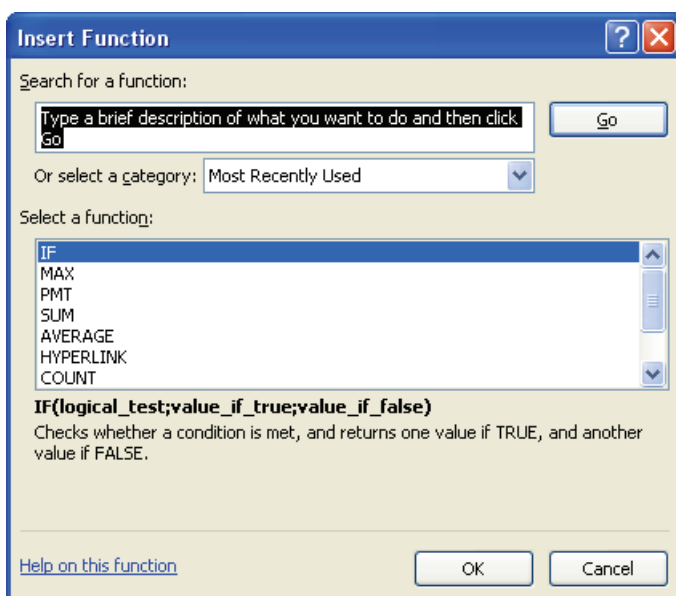 Insert Function
Search for a function:
Type a brief description of what you want to do and then click
Go
Go
Or select a category: Most Recently Used
Select a function:
IF
MAX
PMT
SUM
AVERAGE
HYPERLINK
COUNT
IF(logical_test;value_if_true;value_if_false)
Checks whether a condition is met, and returns one value if TRUE, and another
value if FALSE.
Help on this function
OK
Cancel